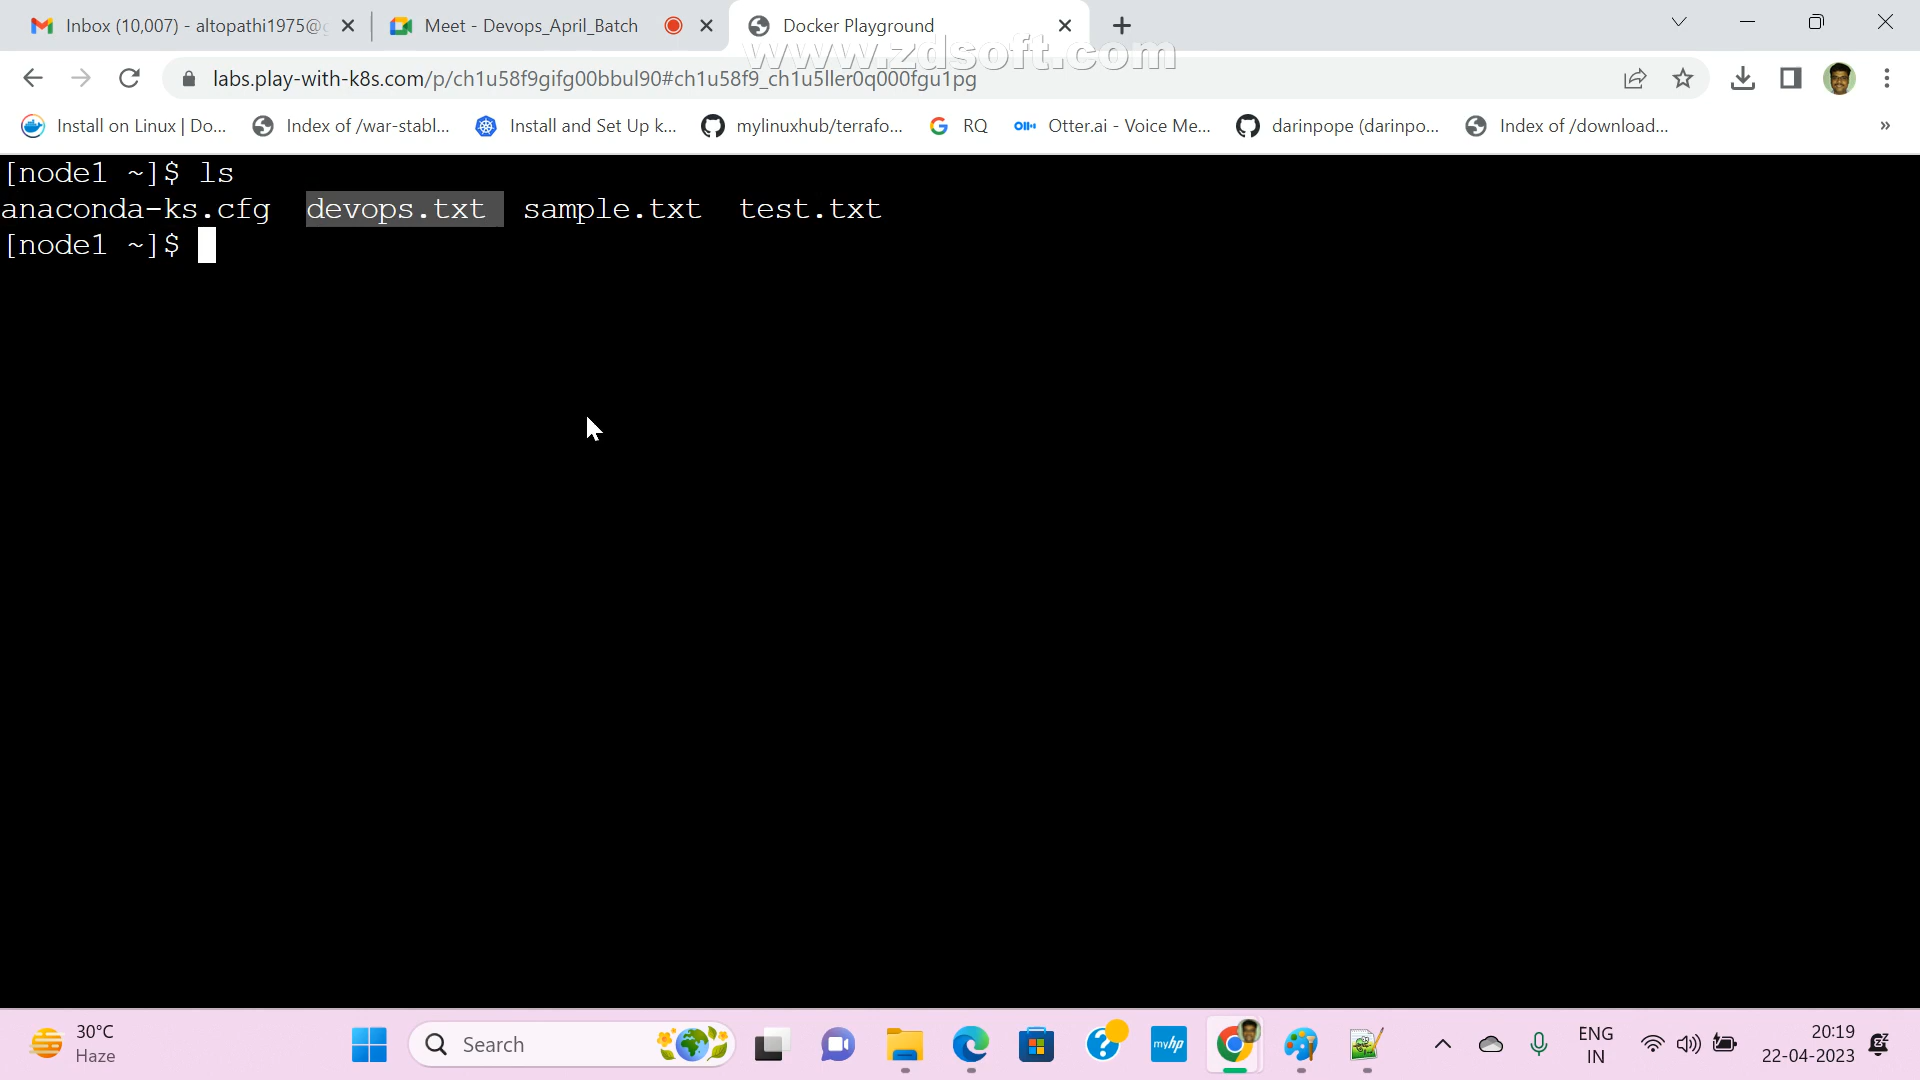 Inbox (10,007) - altopathi1975@g
Meet - Devops_April_Batch
Docker Playground
www.zdsoft.com
labs.play-with-k8s.com/p/ch1u58f9gifg00bbul90#ch1u58f9_ch1u5ller0q000fgu1pg
Install on Linux | Do...
Index of /war-stabl...
Install and Set Up k...
mylinuxhub/terrafo...
RQ
Otter.ai - Voice Me...
darinpope (darinpo...
Index of /download...
»
[node1 ~]$ ls
anaconda-ks.cfg devops.txt sample.txt test.txt
[node1 ~]$
30°C
Haze
Search
myhp
ENG
IN
20:19
22-04-2023